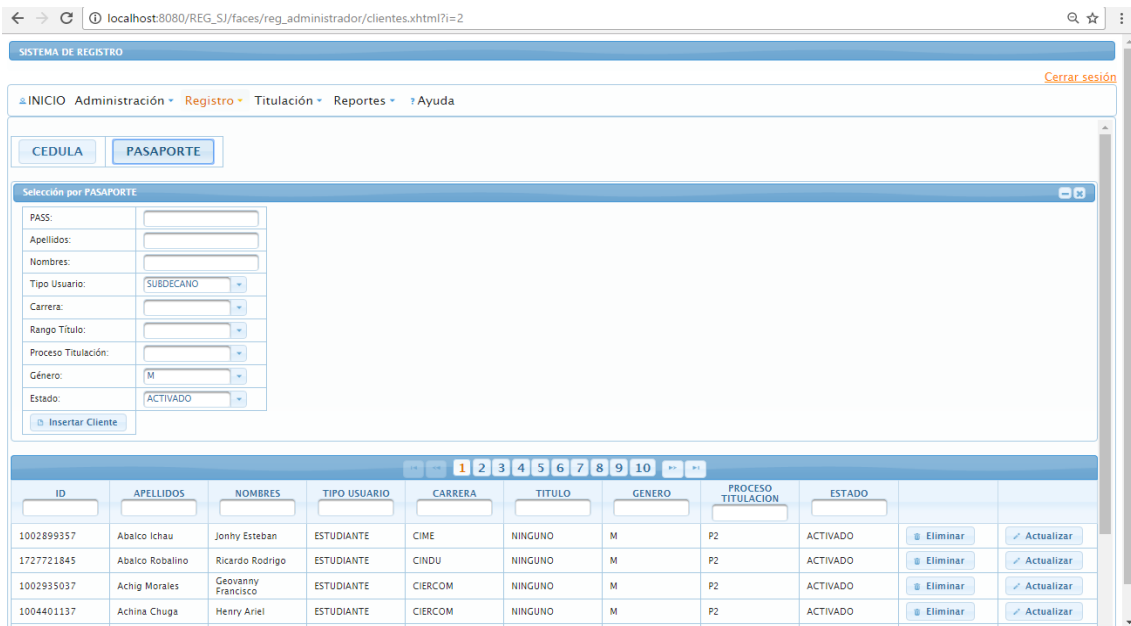 localhost:8080/REG_SJ/faces/reg_administrador/clientes.xhtml?i=2
SISTEMA DE REGISTRO
Cerrar sesión
INICIO Administración Registro Titulación Reportes ? Ayuda
CEDULA PASAPORTE
Selección por PASAPORTE
PASS:
Apellidos:
Nombres:
Tipo Usuario: SUBDECANO
Carrera:
Rango Título:
Proceso Titulación:
Género: M
Estado: ACTIVADO
Insertar Cliente
1 2 3 4 5 6 7 8 9 10
ID APELLIDOS NOMBRES TIPO USUARIO CARRERA TITULO GENERO PROCESO TITULACION ESTADO
1002899357 Abalco Ichau Jonhy Esteban ESTUDIANTE CIME NINGUNO M P2 ACTIVADO Eliminar Actualizar
1727721845 Abalco Robalino Ricardo Rodrigo ESTUDIANTE CINDU NINGUNO M P2 ACTIVADO Eliminar Actualizar
1002935037 Achig Morales Geovanny Francisco ESTUDIANTE CIERCOM NINGUNO M P2 ACTIVADO Eliminar Actualizar
1004401137 Achina Chuga Henry Ariel ESTUDIANTE CIERCOM NINGUNO M P2 ACTIVADO Eliminar Actualizar